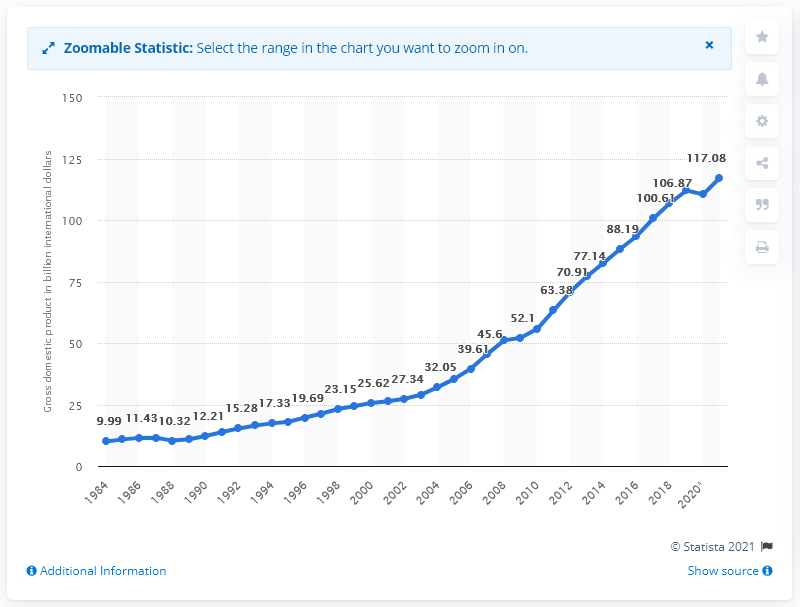 Zoomable Statistic: Select the range in the chart you want to zoom in on.
×
Gross domestic product in billion international dollars
150
125
100
75
50
25
0
9.99 11.43 10.32 12.21 15.28 17.33 19.69 23.15 25.62 27.34 32.05 39.61 45.6 52.1 63.38 70.91 77.14 88.19 100.61 106.87 117.08
1984 1986 1988 1990 1992 1994 1996 1998 2000 2002 2004 2006 2008 2010 2012 2014 2016 2018 2020*
© Statista 2021
Additional Information
Show source